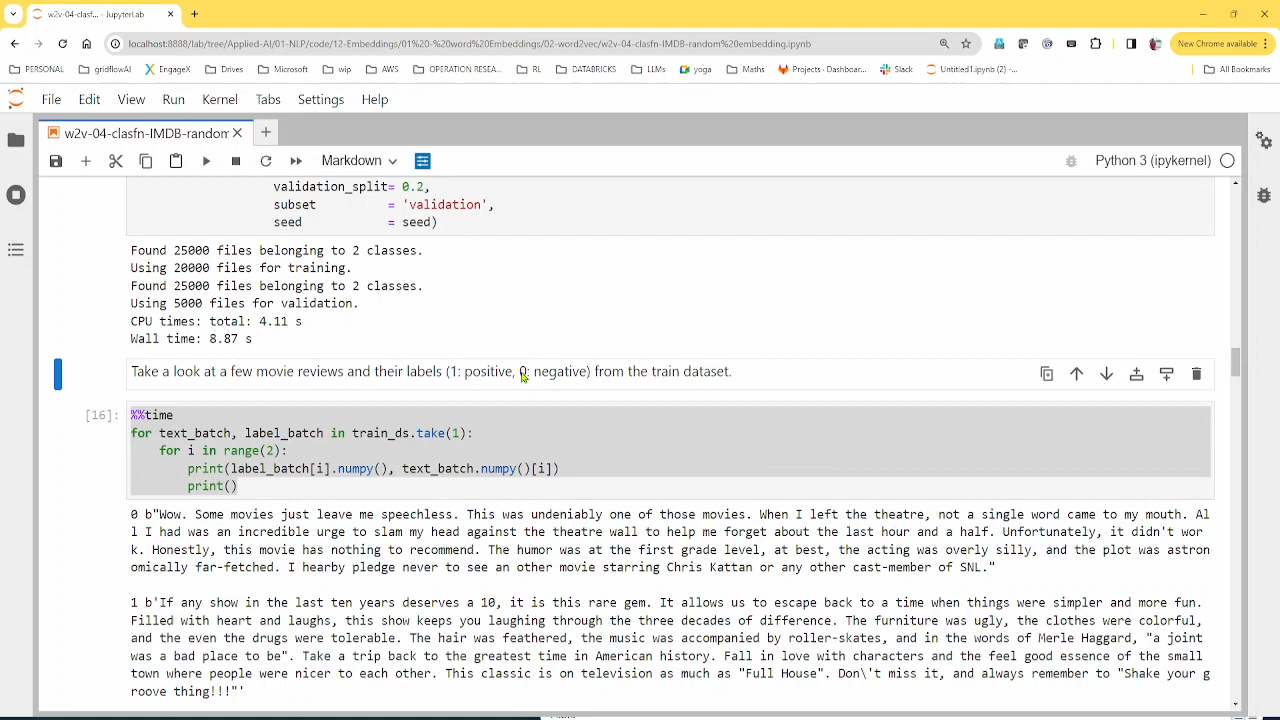 w2v-04-clasf... - JupyterLab
localhost:8888/lab/tree/Applied-AI/01-NLP/code/12.Embeddings/01%20-%20word%20Embeddings/02-word2vec/w2v-04-clasfn-IMDB-random%20embedding.ipynb
New Chrome available
PERSONAL gridflowAI EngageX Drives Microsoft wip AWS OPERATION RESEA... RL DATABRICKS LLMs yoga Maths Projects · Dashboar... Slack Untitled1.ipynb (5) -... All Bookmarks
File Edit View Run Kernel Tabs Settings Help
w2v-04-clasfn-IMDB-random
Markdown Python 3 (ipykernel)
validation_split= 0.2,
subset = 'validation',
seed = seed)
Found 25000 files belonging to 2 classes.
Using 20000 files for training.
Found 25000 files belonging to 2 classes.
Using 5000 files for validation.
CPU times: total: 4.11 s
Wall time: 8.87 s
Take a look at a few movie reviews and their labels (1: positive, 0: negative) from the train dataset.
[16]: %%time
for text_batch, label_batch in train_ds.take(1):
for i in range(2):
print(label_batch[i].numpy(), text_batch.numpy()[i])
print()
0 b"Wow. Some movies just leave me speechless. This was undeniably one of those movies. When I left the theatre, not a single word came to my mouth. Al
l I had was an incredible urge to slam my head against the theatre wall to help me forget about the last hour and a half. Unfortunately, it didn't wor
k. Honestly, this movie has nothing to recommend. The humor was at the first grade level, at best, the acting was overly silly, and the plot was astron
omically far-fetched. I hearby pledge never to see an other movie starring Chris Kattan or any other cast-member of SNL."
1 b'If any show in the last ten years deserves a 10, it is this rare gem. It allows us to escape back to a time when things were simpler and more fun.
Filled with heart and laughs, this show keeps you laughing through the three decades of difference. The furniture was ugly, the clothes were colorful,
and the even the drugs were tolerable. The hair was feathered, the music was accompanied by roller-skates, and in the words of Merle Haggard, "a joint
was a bad place to be". Take a trip back to the greatest time in American history. Fall in love with characters and the feel good essence of the small
town where people were nicer to each other. This classic is on television as much as "Full House". Don\'t miss it, and always remember to "Shake your g
roove thing!!!"'